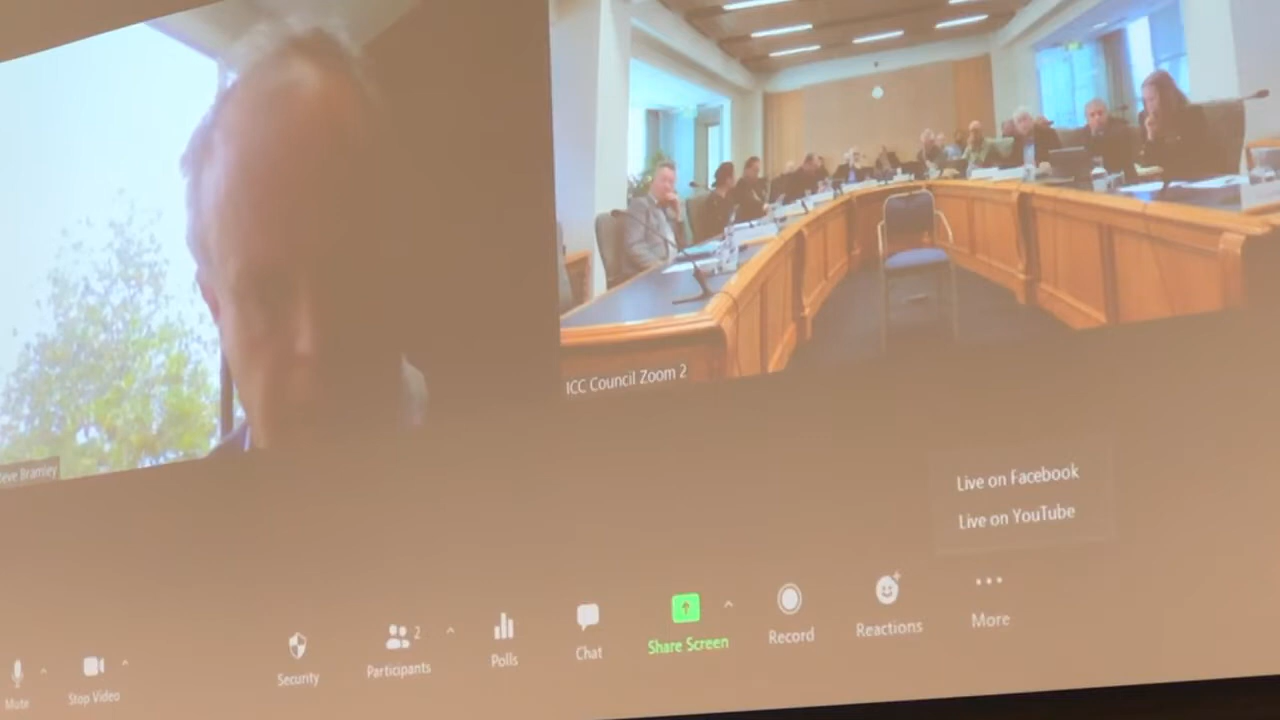 eve Bramley
ICC Council Zoom 2
Live on Facebook
Live on YouTube
Mute
Stop Video
Security
Participants
2
Polls
Chat
Share Screen
Record
Reactions
More